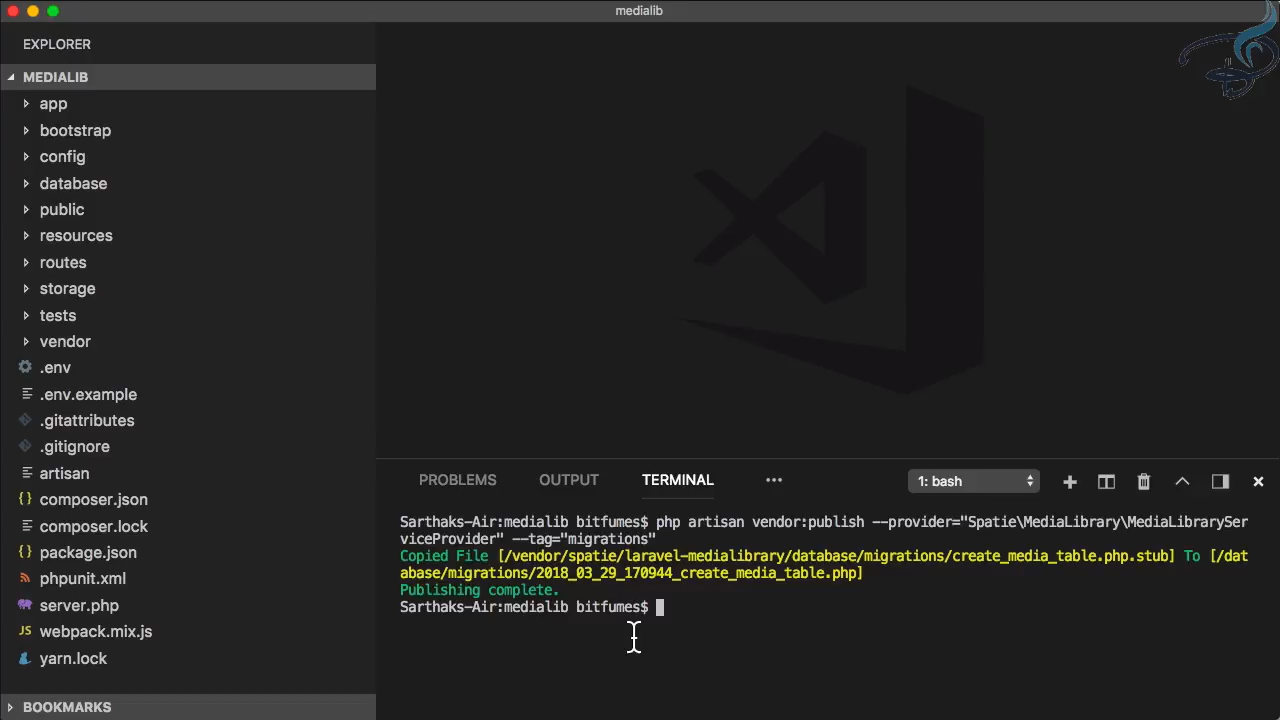 medialib
EXPLORER
MEDIALIB
app
bootstrap
config
database
public
resources
routes
storage
tests
vendor
.env
.env.example
.gitattributes
.gitignore
artisan
composer.json
composer.lock
package.json
phpunit.xml
server.php
JS webpack.mix.js
yarn.lock
BOOKMARKS
PROBLEMS OUTPUT TERMINAL ••• 1: bash
Sarthaks-Air:medialib bitfumes$ php artisan vendor:publish --provider="Spatie\MediaLibrary\MediaLibrarySer
viceProvider" --tag="migrations"
Copied File [/vendor/spatie/laravel-medialibrary/database/migrations/create_media_table.php.stub] To [/dat
abase/migrations/2018_03_29_170944_create_media_table.php]
Publishing complete.
Sarthaks-Air:medialib bitfumes$